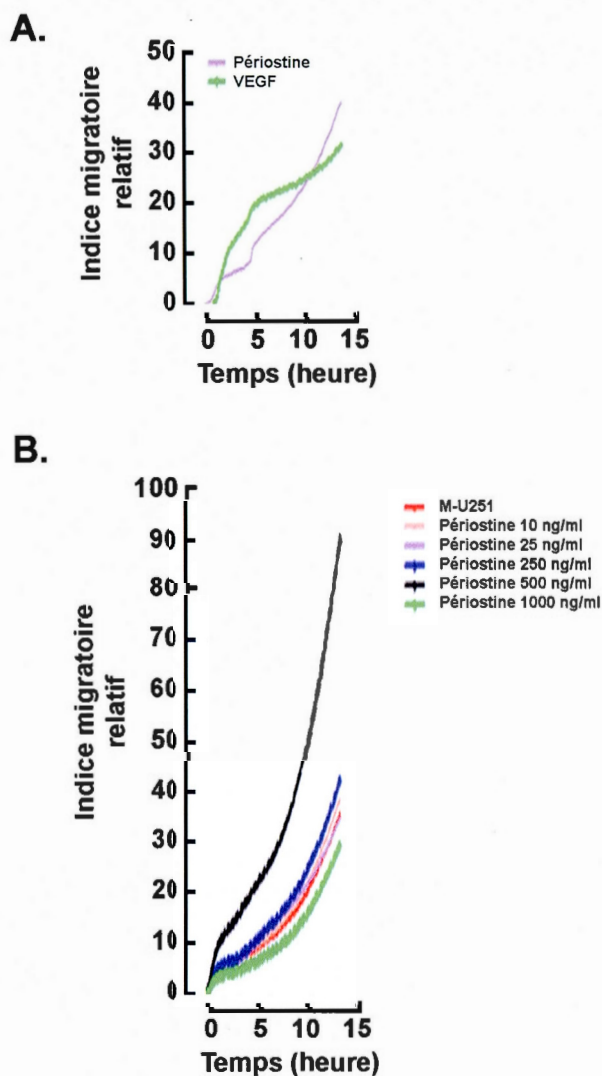 A.
50
40
30
20
10
0
Indice migratoire
relatif
Périostine
VEGF
0 5 10 15
Temps (heure)
B.
100
90
80
70
60
50
40
30
20
10
0
Indice migratoire
relatif
M-U251
Périostine 10 ng/ml
Périostine 25 ng/ml
Périostine 250 ng/ml
Périostine 500 ng/ml
Périostine 1000 ng/ml
0 5 10 15
Temps (heure)